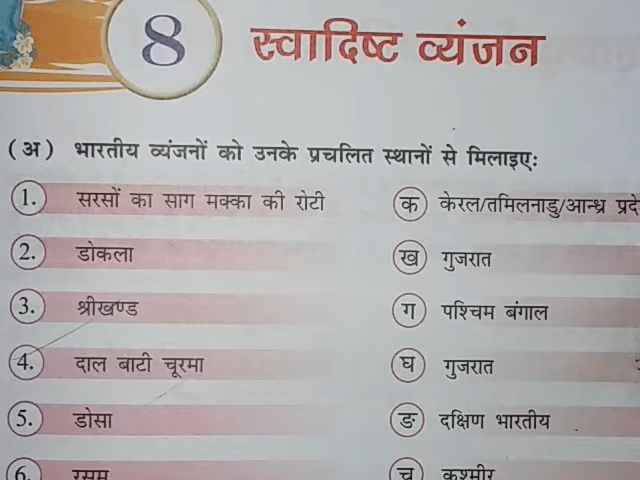 8 स्वादिष्ट व्यंजन
(अ) भारतीय व्यंजनों को उनके प्रचलित स्थानों से मिलाइए:
1. सरसों का साग मक्का की रोटी क केरल/तमिलनाडु/आन्ध्र प्रदे
2. डोकला ख गुजरात
3. श्रीखण्ड ग पश्चिम बंगाल
4. दाल बाटी चूरमा घ गुजरात
5. डोसा ङ दक्षिण भारतीय
6. रसम च कश्मीर